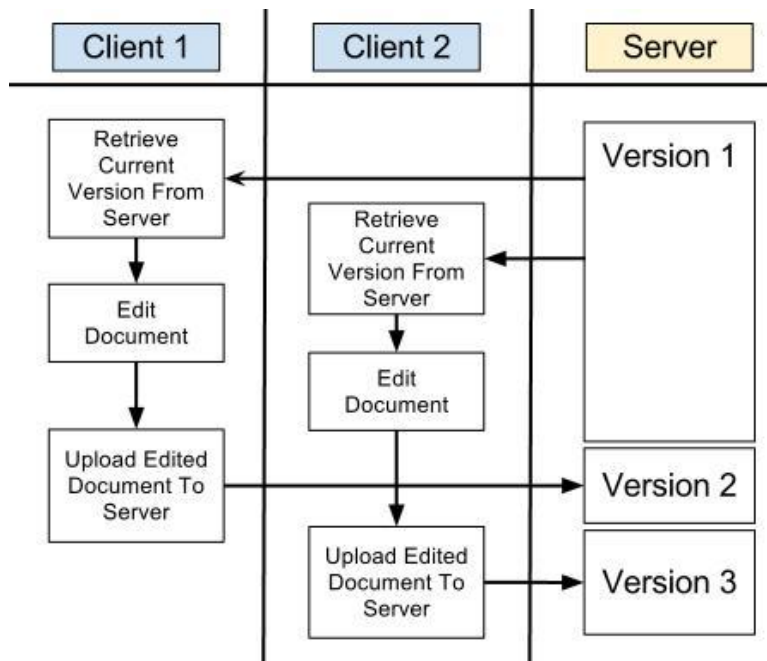 Client 1
Client 2
Server
Retrieve
Current
Version From
Server
Edit
Document
Upload Edited
Document To
Server
Retrieve
Current
Version From
Server
Edit
Document
Upload Edited
Document To
Server
Version 1
Version 2
Version 3